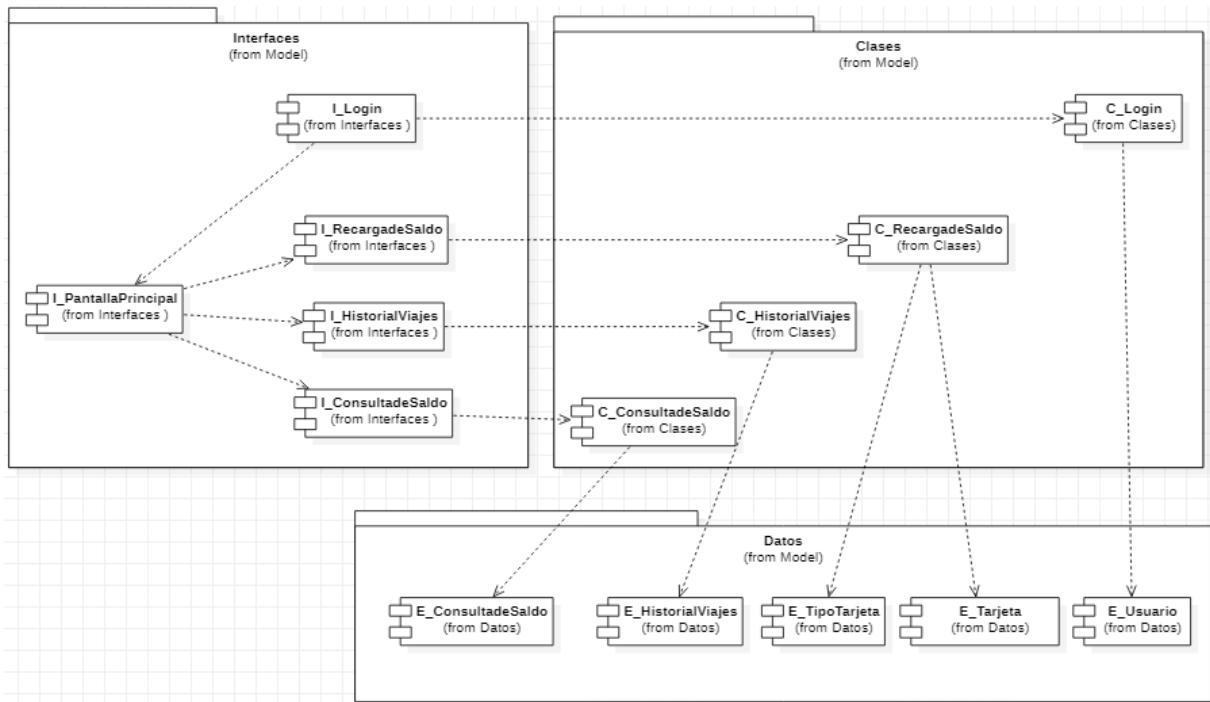 Interfaces
(from Model)
I_Login
(from Interfaces )
I_RecargadeSaldo
(from Interfaces )
I_PantallaPrincipal
(from Interfaces )
I_HistorialViajes
(from Interfaces )
I_ConsultadeSaldo
(from Interfaces )
Clases
(from Model)
C_Login
(from Clases)
C_RecargadeSaldo
(from Clases)
C_HistorialViajes
(from Clases)
C_ConsultadeSaldo
(from Clases)
Datos
(from Model)
E_ConsultadeSaldo
(from Datos)
E_HistorialViajes
(from Datos)
E_TipoTarjeta
(from Datos)
E_Tarjeta
(from Datos)
E_Usuario
(from Datos)